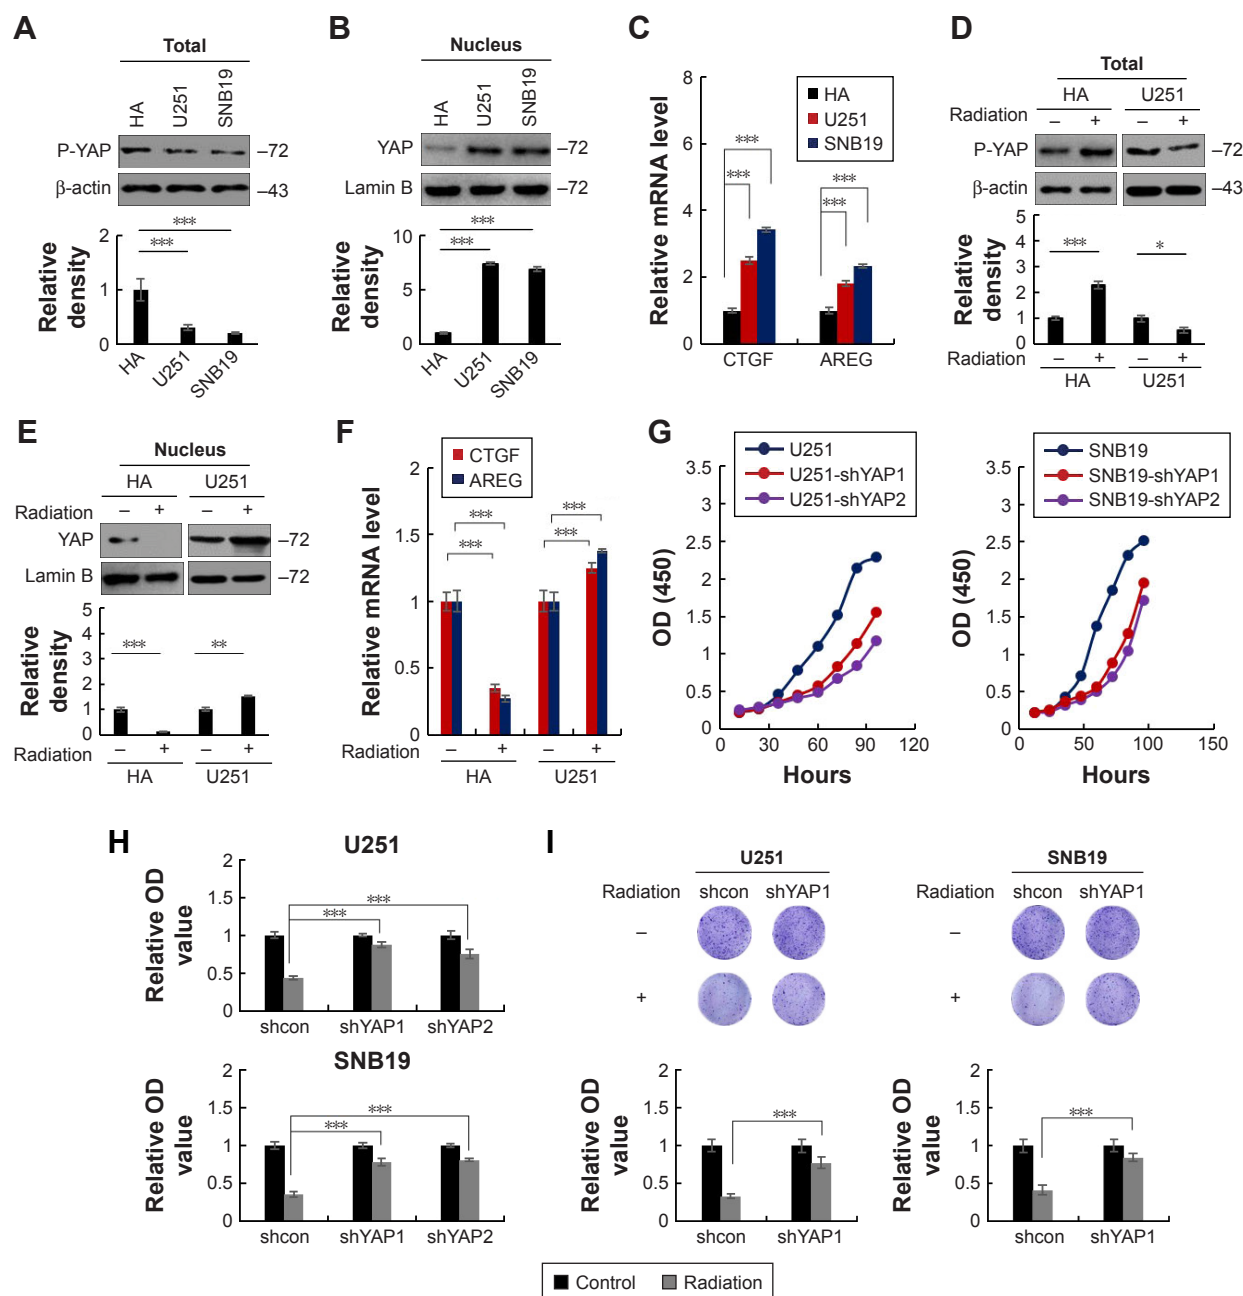 A
Total
HA
U251
SNB19
P-YAP
–72
β-actin
–43
Relative density
2
1
0
***
***
HA
U251
SNB19
B
Nucleus
HA
U251
SNB19
YAP
–72
Lamin B
–72
Relative density
10
5
0
***
***
HA
U251
SNB19
C
Relative mRNA level
8
6
4
2
0
HA
U251
SNB19
***
***
***
***
CTGF
AREG
D
Total
HA
U251
Radiation
–
+
–
+
P-YAP
–72
β-actin
–43
Relative density
5
4
3
2
1
0
***
*
Radiation
–
+
–
+
HA
U251
E
Nucleus
HA
U251
Radiation
–
+
–
+
YAP
–72
Lamin B
–72
Relative density
5
4
3
2
1
0
***
**
Radiation
–
+
–
+
HA
U251
F
CTGF
AREG
Relative mRNA level
2
1.5
1
0.5
0
***
***
***
***
Radiation
–
+
–
+
HA
U251
G
U251
U251-shYAP1
U251-shYAP2
OD (450)
3.5
3
2.5
2
1.5
1
0.5
0
0
30
60
90
120
Hours
SNB19
SNB19-shYAP1
SNB19-shYAP2
OD (450)
3.5
3
2.5
2
1.5
1
0.5
0
0
50
100
150
Hours
H
U251
Relative OD value
2
1.5
1
0.5
0
***
***
shcon
shYAP1
shYAP2
SNB19
Relative OD value
2
1.5
1
0.5
0
***
***
shcon
shYAP1
shYAP2
I
U251
Radiation
shcon
shYAP1
–
+
SNB19
Radiation
shcon
shYAP1
–
+
Relative OD value
2
1.5
1
0.5
0
***
shcon
shYAP1
Relative OD value
2
1.5
1
0.5
0
***
shcon
shYAP1
Control
Radiation